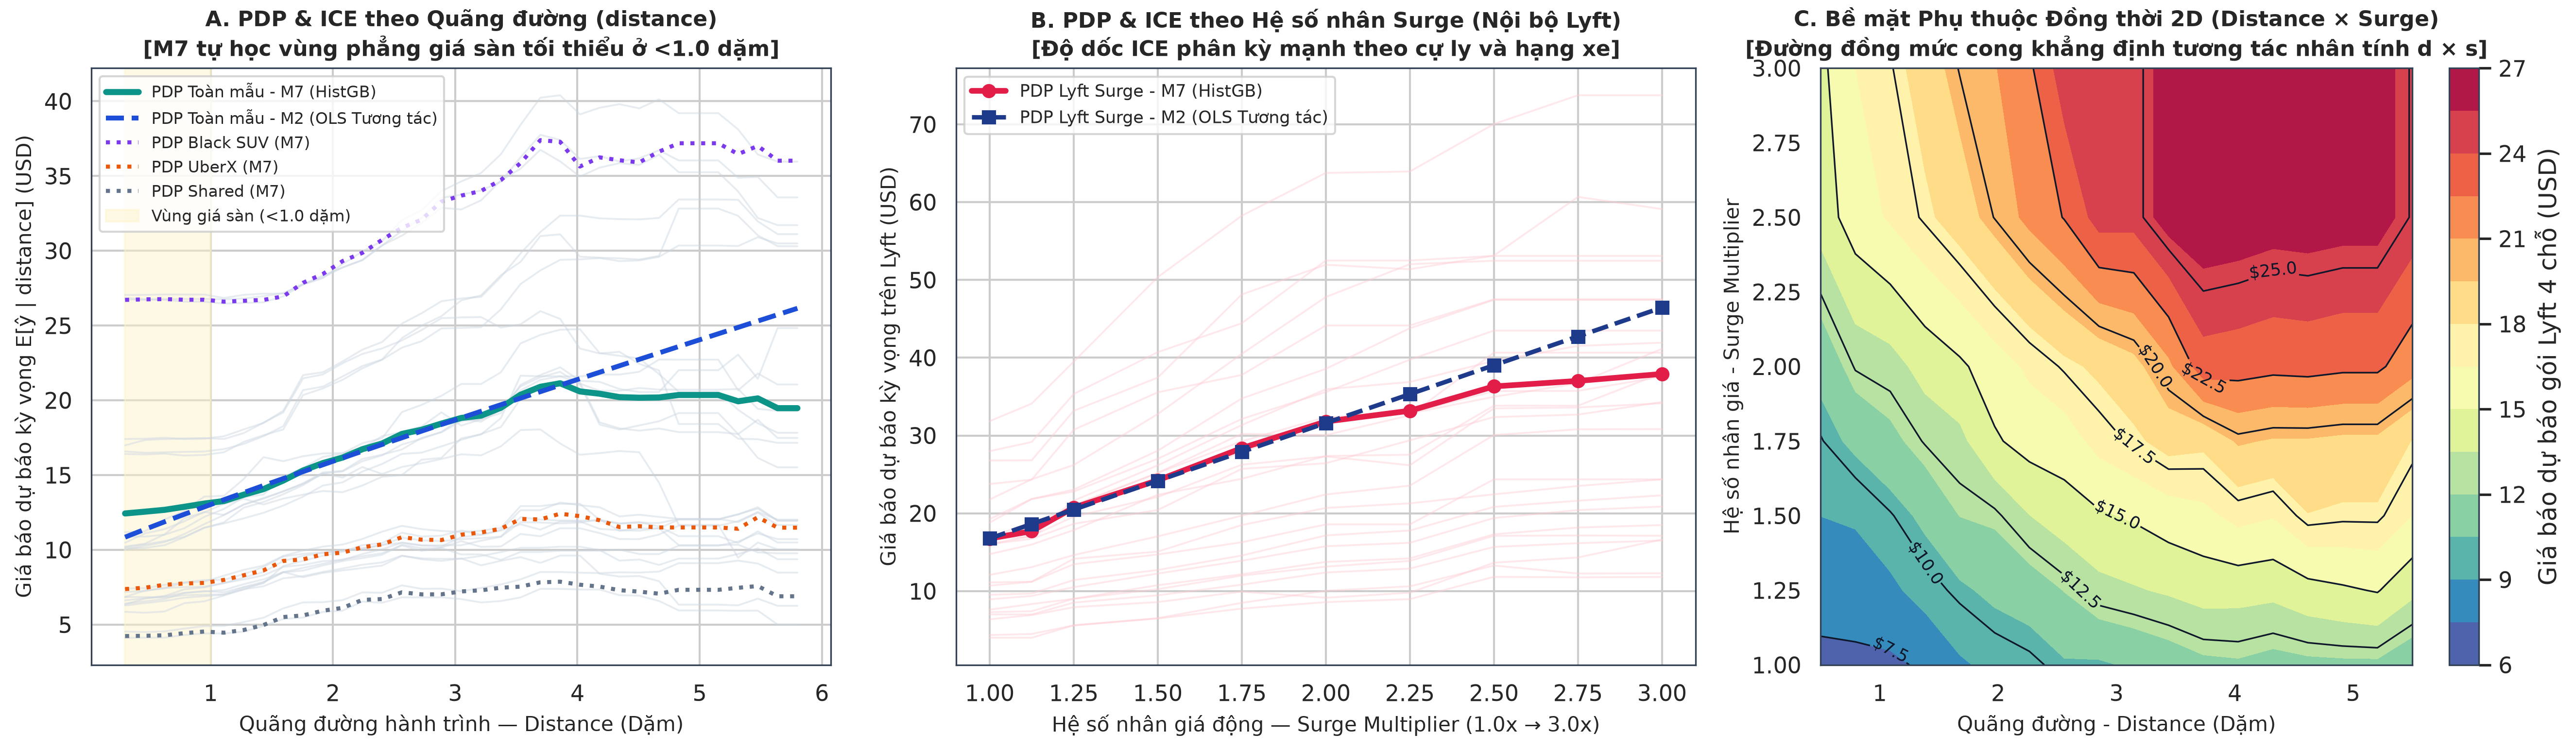 A. PDP & ICE theo Quãng đường (distance)
[M7 tự học vùng phẳng giá sàn tối thiểu ở <1.0 dặm]
PDP Toàn mẫu - M7 (HistGB)
PDP Toàn mẫu - M2 (OLS Tương tác)
PDP Black SUV (M7)
PDP UberX (M7)
PDP Shared (M7)
Vùng giá sàn (<1.0 dặm)
Giá báo dự báo kỳ vọng E[ŷ | distance] (USD)
40
35
30
25
20
15
10
5
1 2 3 4 5 6
Quãng đường hành trình — Distance (Dặm)
B. PDP & ICE theo Hệ số nhân Surge (Nội bộ Lyft)
[Độ dốc ICE phân kỳ mạnh theo cự ly và hạng xe]
PDP Lyft Surge - M7 (HistGB)
PDP Lyft Surge - M2 (OLS Tương tác)
Giá báo dự báo kỳ vọng trên Lyft (USD)
70
60
50
40
30
20
10
1.00 1.25 1.50 1.75 2.00 2.25 2.50 2.75 3.00
Hệ số nhân giá động — Surge Multiplier (1.0x → 3.0x)
C. Bề mặt Phụ thuộc Đồng thời 2D (Distance × Surge)
[Đường đồng mức cong khẳng định tương tác nhân tính d × s]
Hệ số nhân giá - Surge Multiplier
3.00
2.75
2.50
2.25
2.00
1.75
1.50
1.25
1.00
$25.0
$22.5
$20.0
$17.5
$15.0
$12.5
$10.0
$7.5
1 2 3 4 5
Quãng đường - Distance (Dặm)
27
24
21
18
15
12
9
6
Giá báo dự báo gói Lyft 4 chỗ (USD)